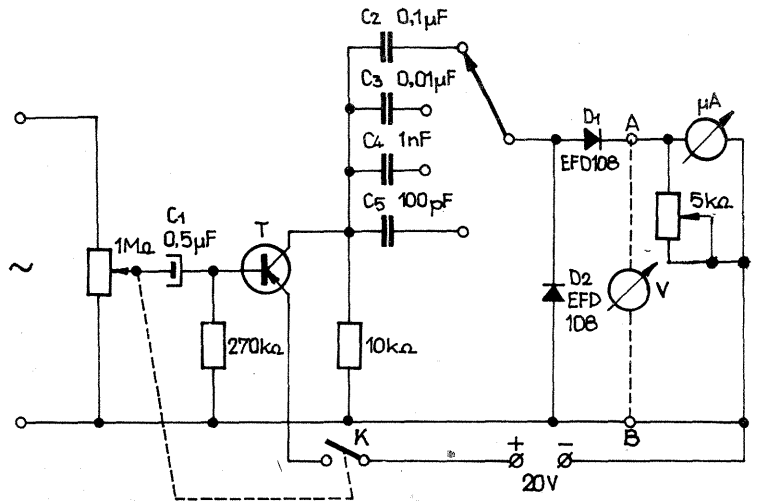 C2 0,1µF
C3 0,01µF
C4 1nF
C5 100pF
D1
EFD108
A
µA
5kΩ
C1
0,5µF
T
1MΩ
~
270kΩ
10kΩ
D2
EFD
108
V
K
B
+ −
20V